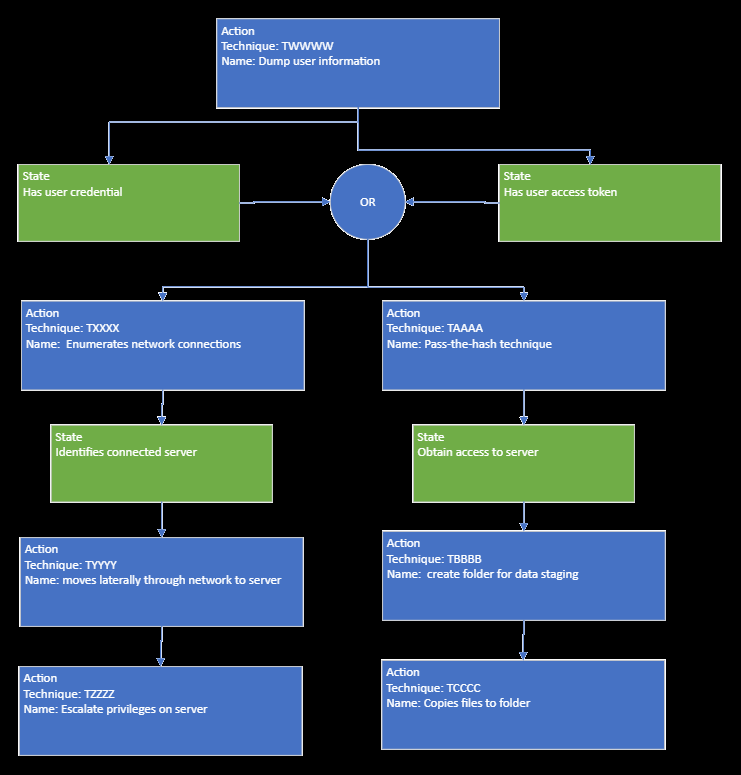 Action
Technique: TWWWW
Name: Dump user information
State
Has user credential
OR
State
Has user access token
Action
Technique: TXXXX
Name:  Enumerates network connections
Action
Technique: TAAAA
Name: Pass-the-hash technique
State
Identifies connected server
State
Obtain access to server
Action
Technique: TYYYY
Name: moves laterally through network to server
Action
Technique: TBBBB
Name:  create folder for data staging
Action
Technique: TZZZZ
Name: Escalate privileges on server
Action
Technique: TCCCC
Name: Copies files to folder